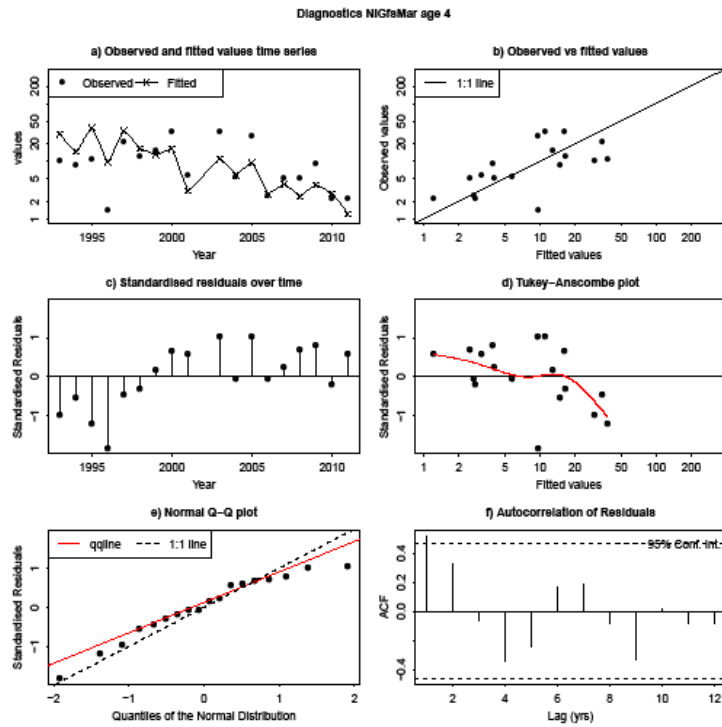 Diagnostics NIGfsMar age 4
a) Observed and fitted values time series
Observed
Fitted
values
200
50
20
5
2
1
1995
2000
2005
2010
Year
b) Observed vs fitted values
1:1 line
Observed values
200
50
20
5
2
1
1
2
5
10
20
50
100
200
Fitted values
c) Standardised residuals over time
Standardised Residuals
1
0
−1
1995
2000
2005
2010
Year
d) Tukey−Anscombe plot
Standardised Residuals
1
0
−1
1
2
5
10
20
50
100
200
Fitted values
e) Normal Q−Q plot
qqline
1:1 line
Standardised Residuals
1
0
−1
−2
−1
0
1
2
Quantiles of the Normal Distribution
f) Autocorrelation of Residuals
95% Conf. Int.
ACF
0.4
0.0
−0.4
2
4
6
8
10
12
Lag (yrs)